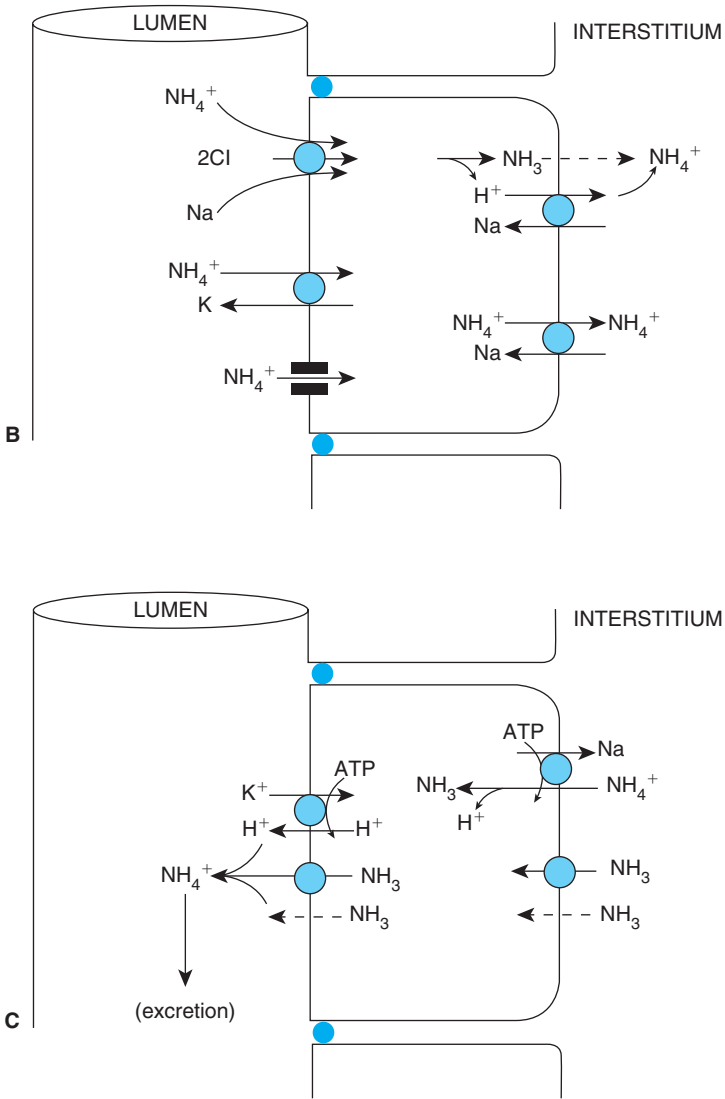 LUMEN
INTERSTITIUM
NH₄⁺
2Cl
Na
NH₃
NH₄⁺
H⁺
Na
NH₄⁺
K
NH₄⁺
NH₄⁺
Na
NH₄⁺
B
LUMEN
INTERSTITIUM
ATP
Na
K⁺
ATP
NH₃
NH₄⁺
H⁺
H⁺
H⁺
NH₄⁺
NH₃
NH₃
NH₃
NH₃
(excretion)
C